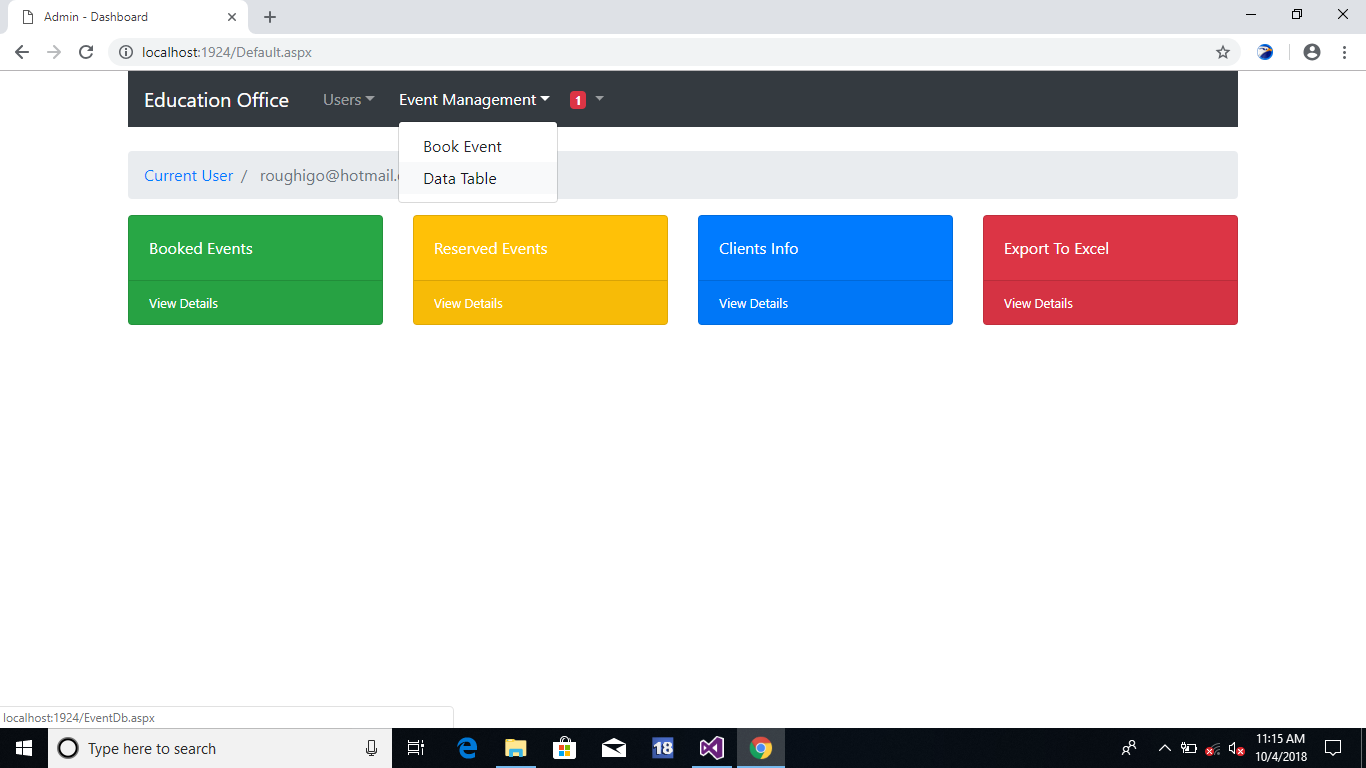 Admin - Dashboard
localhost:1924/Default.aspx
Education Office Users Event Management 1
Book Event
Data Table
Current User / roughigo@hotmail.
Booked Events
View Details
Reserved Events
View Details
Clients Info
View Details
Export To Excel
View Details
localhost:1924/EventDb.aspx
Type here to search
18
11:15 AM
10/4/2018